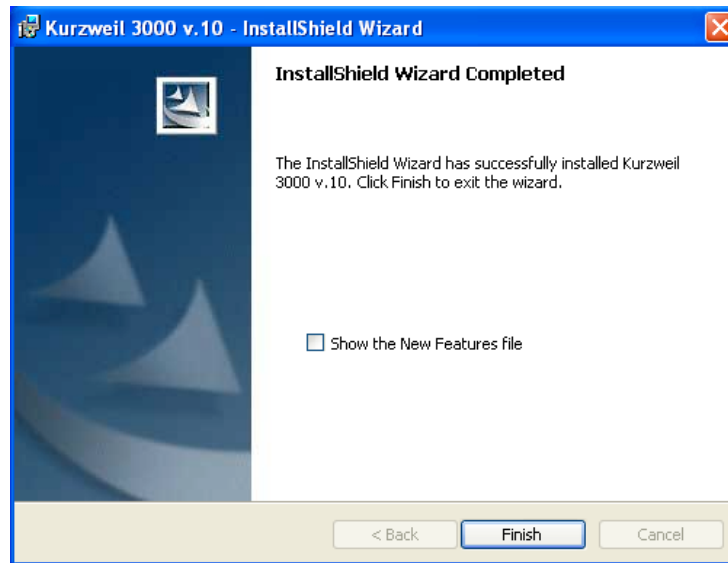 Kurzweil 3000 v.10 - InstallShield Wizard
InstallShield Wizard Completed
The InstallShield Wizard has successfully installed Kurzweil
3000 v.10. Click Finish to exit the wizard.
Show the New Features file
< Back Finish Cancel